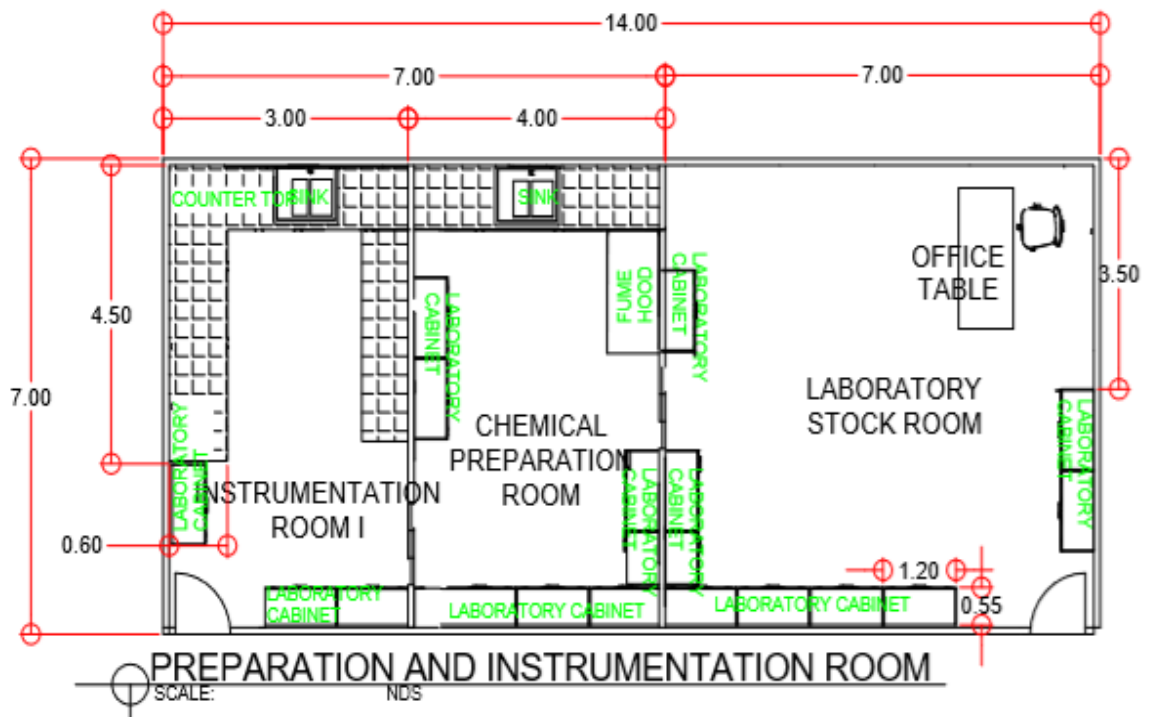 14.00
7.00
7.00
3.00
4.00
COUNTER TOP
SINK
SINK
OFFICE
TABLE
FUME
HOOD
LABORATORY
CABINET
3.50
4.50
LABORATORY
CABINET
7.00
LABORATORY
STOCK ROOM
LABORATORY
CABINET
CHEMICAL
PREPARATION
ROOM
LABORATORY
CABINET
INSTRUMENTATION
ROOM I
LABORATORY
CABINET
LABORATORY
CABINET
0.60
1.20
0.55
LABORATORY
CABINET
LABORATORY CABINET
LABORATORY CABINET
PREPARATION AND INSTRUMENTATION ROOM
SCALE: NDS